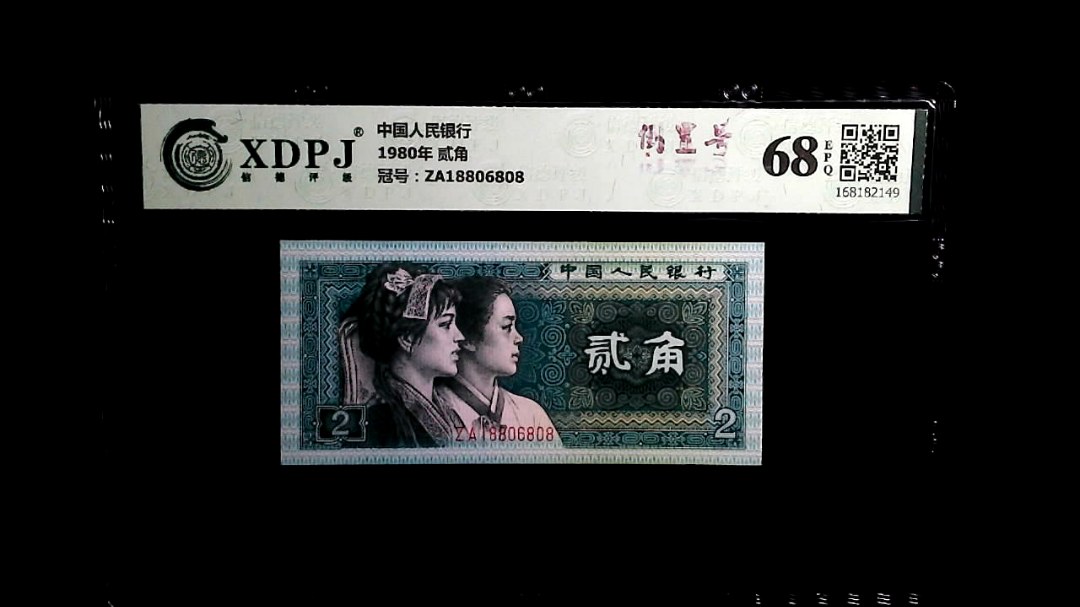 XDPJ®
信德评级
中国人民银行
1980年 贰角
冠号：ZA18806808
倒置号
68
EPQ
168182149
中国人民银行
贰角
2
ZA18806808
2